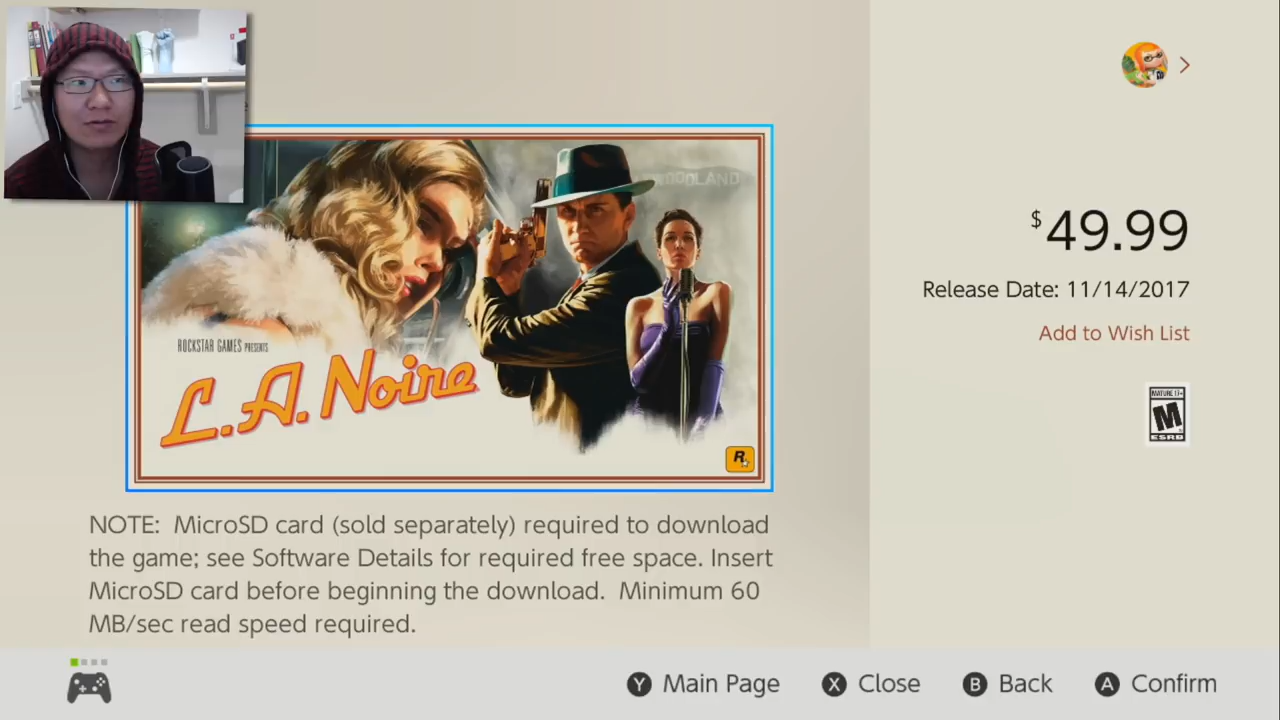 $49.99
Release Date: 11/14/2017
Add to Wish List
MATURE 17+
M
ESRB
WOODLAND
ROCKSTAR GAMES PRESENTS
L.A. Noire
R
NOTE: MicroSD card (sold separately) required to download
the game; see Software Details for required free space. Insert
MicroSD card before beginning the download. Minimum 60
MB/sec read speed required.
Y Main Page
X Close
B Back
A Confirm